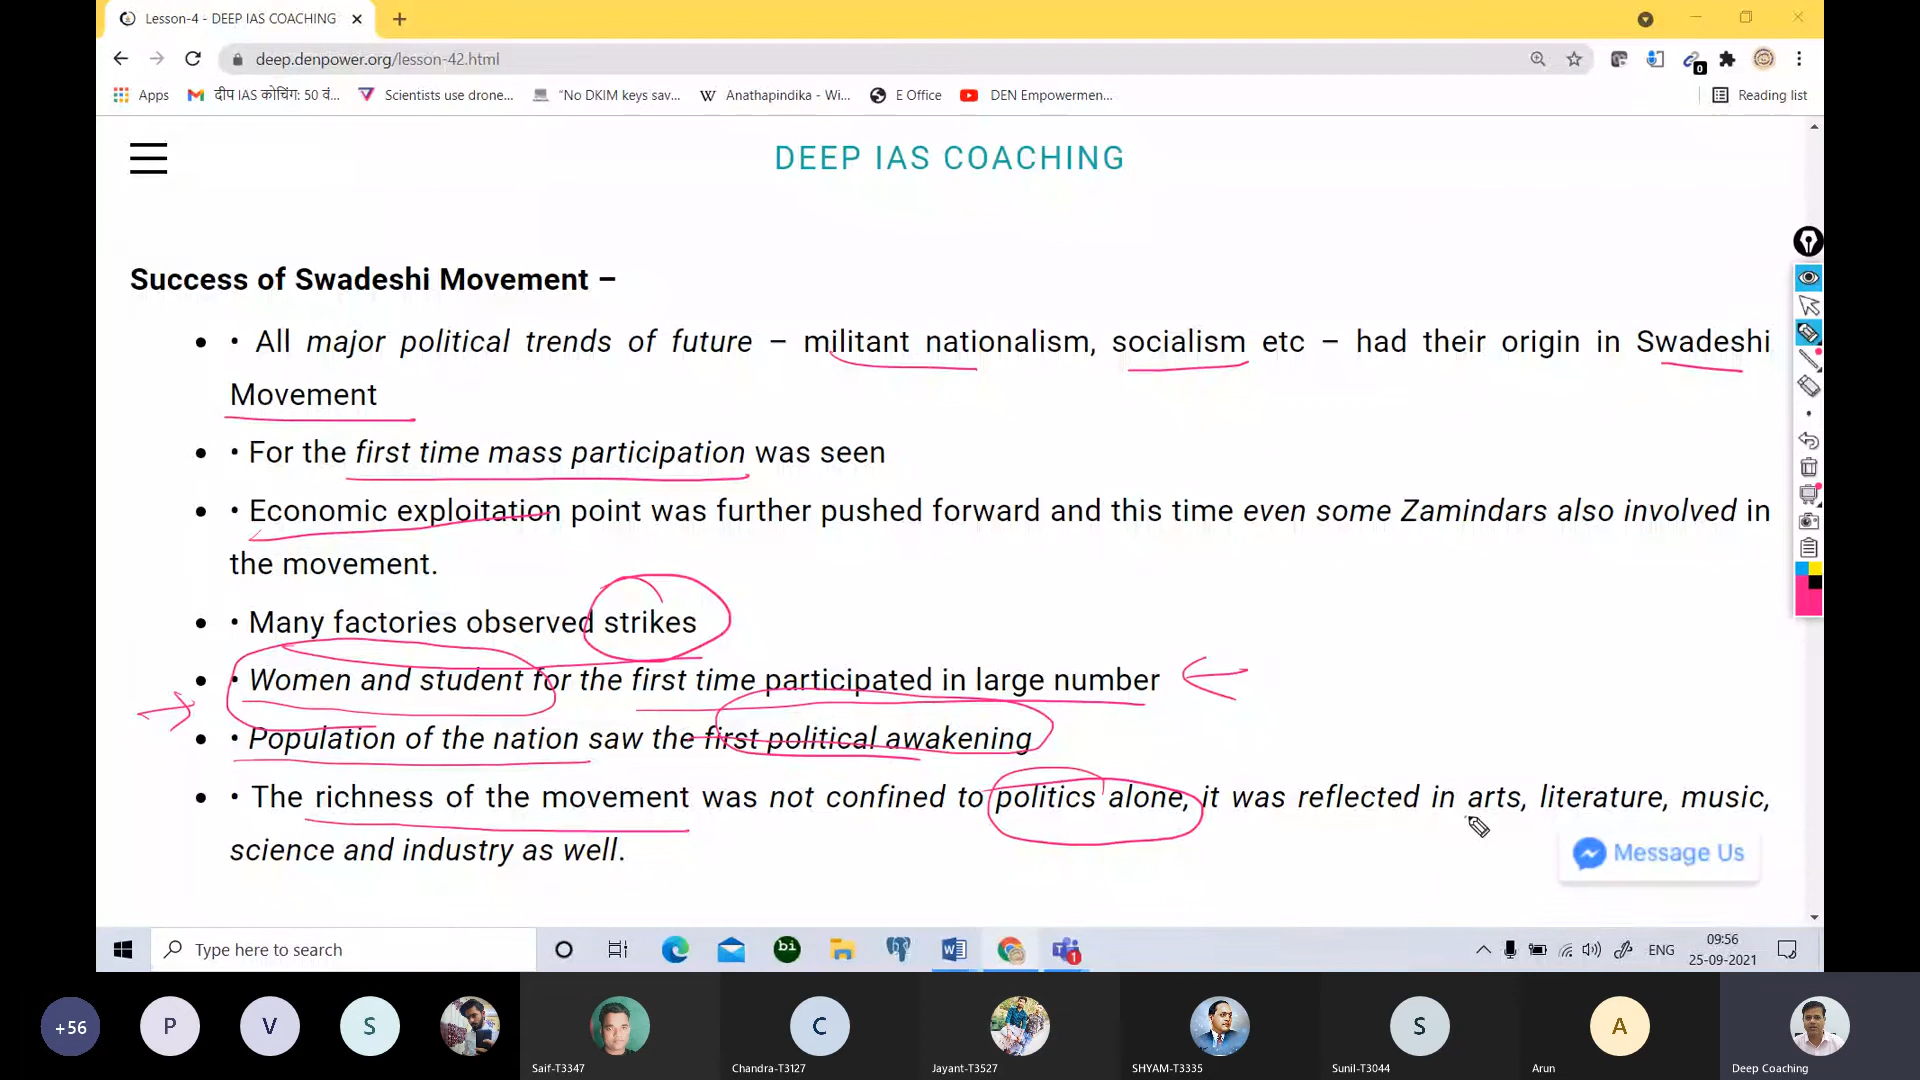 Lesson-4 - DEEP IAS COACHING
deep.denpower.org/lesson-42.html
0
Apps दीप IAS कोचिंग: 50 वं... Scientists use drone... "No DKIM keys sav... Anathapindika - Wi... E Office DEN Empowermen... Reading list
DEEP IAS COACHING
Success of Swadeshi Movement –
• All major political trends of future – militant nationalism, socialism etc – had their origin in Swadeshi
Movement
• For the first time mass participation was seen
• Economic exploitation point was further pushed forward and this time even some Zamindars also involved in
the movement.
• Many factories observed strikes
• Women and student for the first time participated in large number
• Population of the nation saw the first political awakening
• The richness of the movement was not confined to politics alone, it was reflected in arts, literature, music,
science and industry as well.
Message Us
Type here to search
bi
1
ENG
09:56
25-09-2021
+56 P V S C S A
Saif-T3347 Chandra-T3127 Jayant-T3527 SHYAM-T3335 Sunil-T3044 Arun Deep Coaching